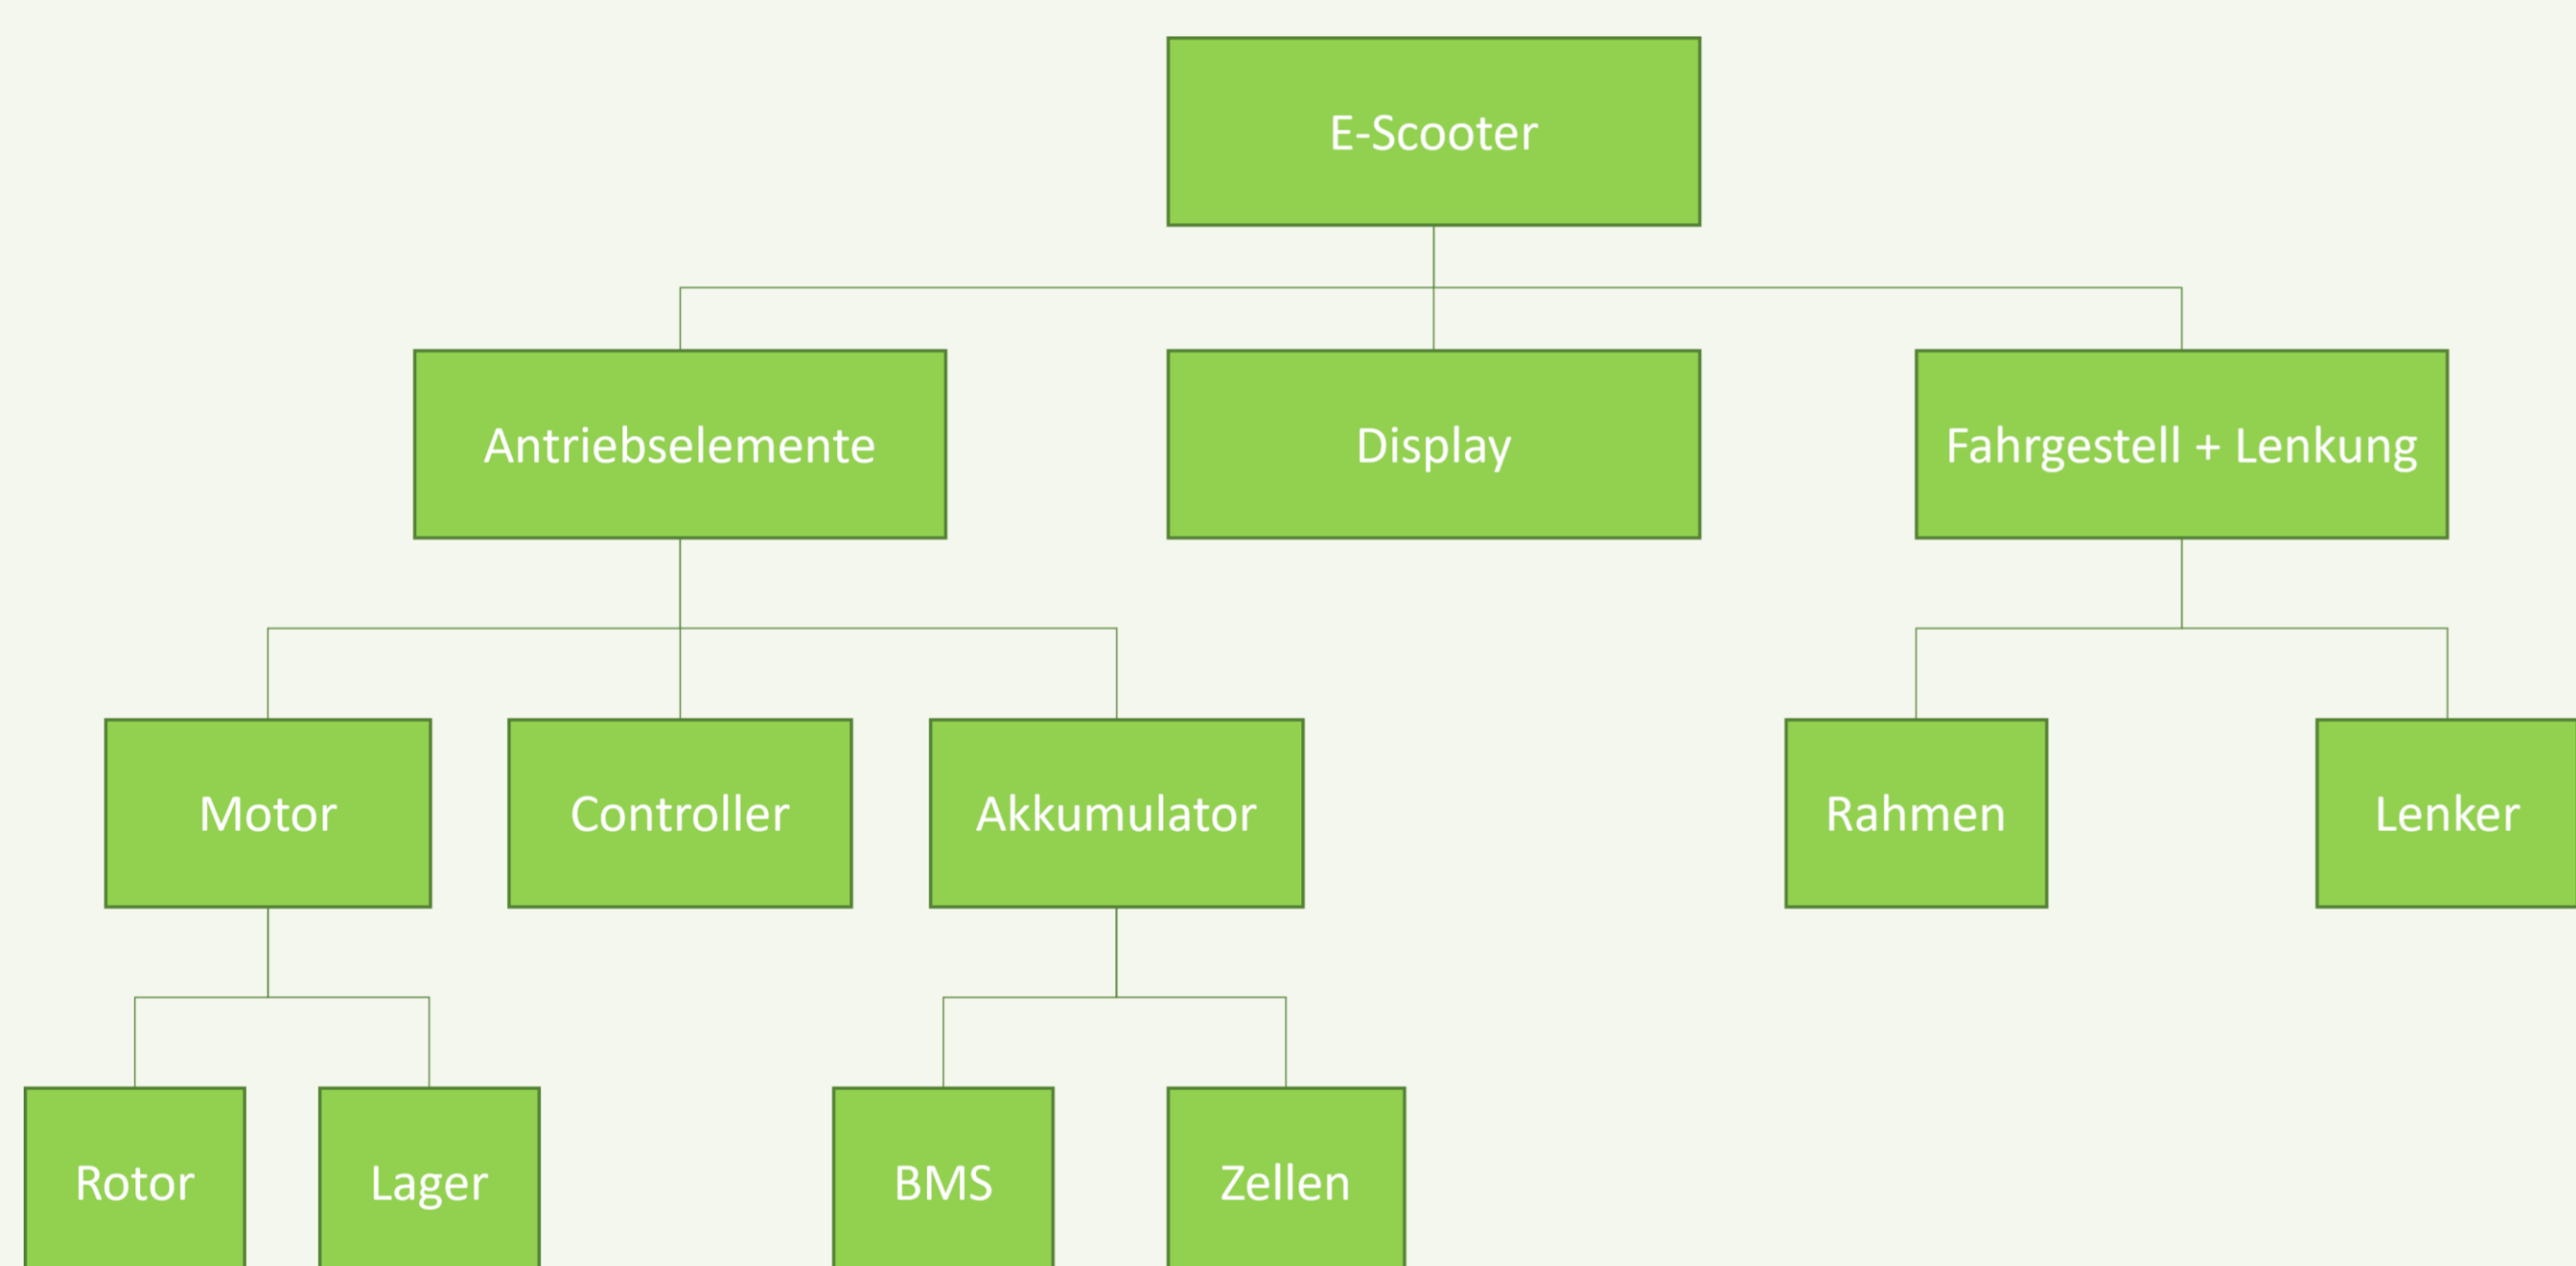 E-Scooter
Antriebselemente
Display
Fahrgestell + Lenkung
Motor
Controller
Akkumulator
Rahmen
Lenker
Rotor
Lager
BMS
Zellen